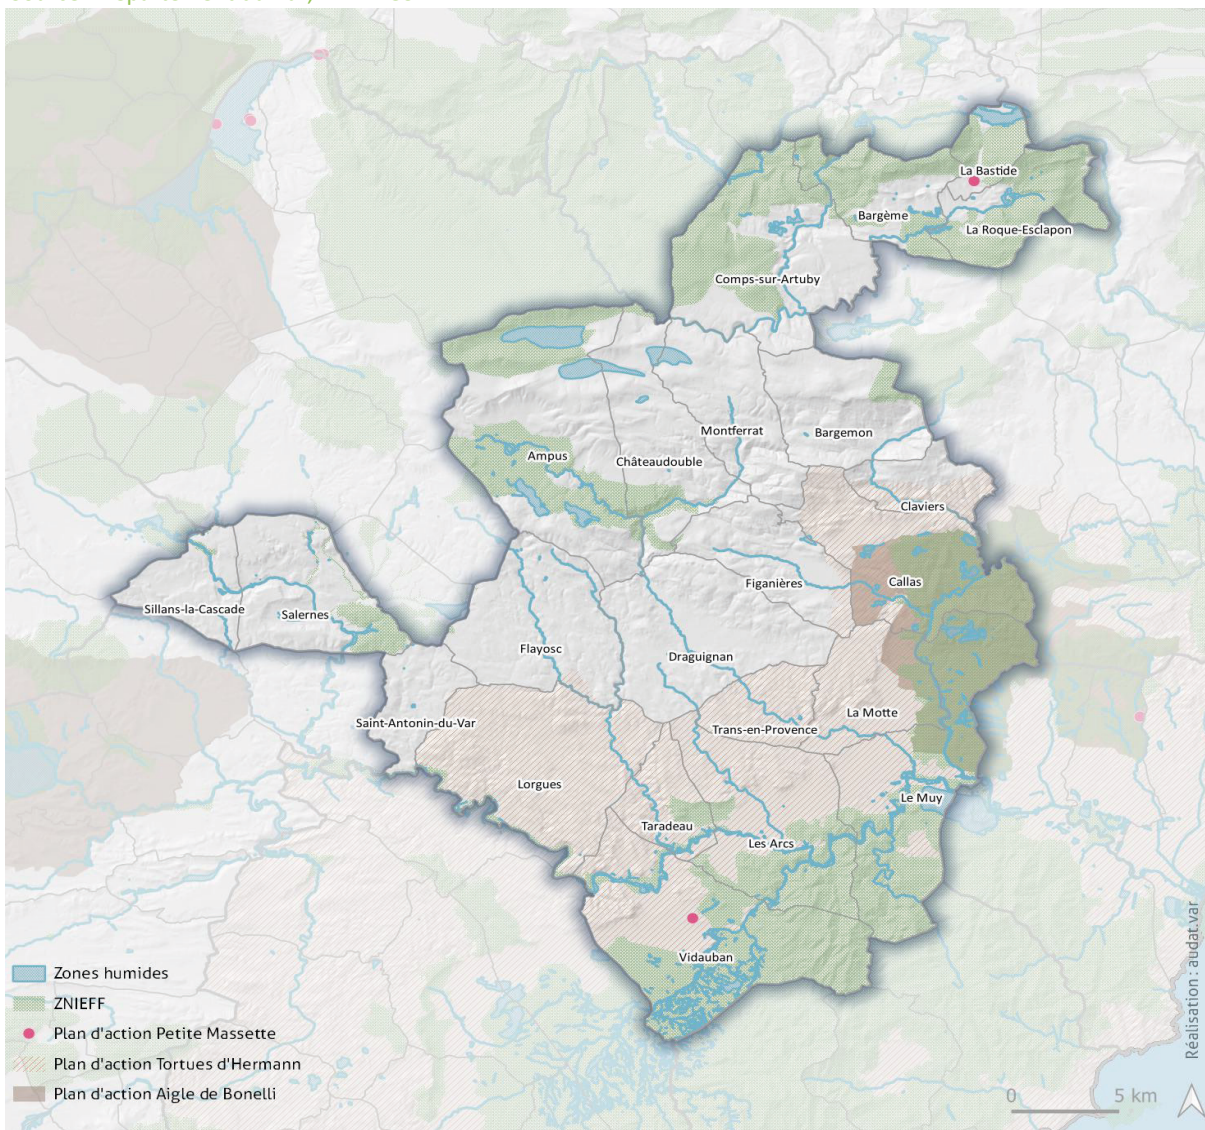 La Bastide
Bargème
La Roque-Esclapon
Comps-sur-Artuby
Montferrat
Bargemon
Ampus
Châteaudouble
Claviers
Figanières
Callas
Sillans-la-Cascade
Salernes
Flayosc
Draguignan
La Motte
Saint-Antonin-du-Var
Trans-en-Provence
Lorgues
Le Muy
Taradeau
Les Arcs
Vidauban
Zones humides
ZNIEFF
Plan d'action Petite Massette
Plan d'action Tortues d'Hermann
Plan d'action Aigle de Bonelli
0 5 km
Réalisation : audat.var